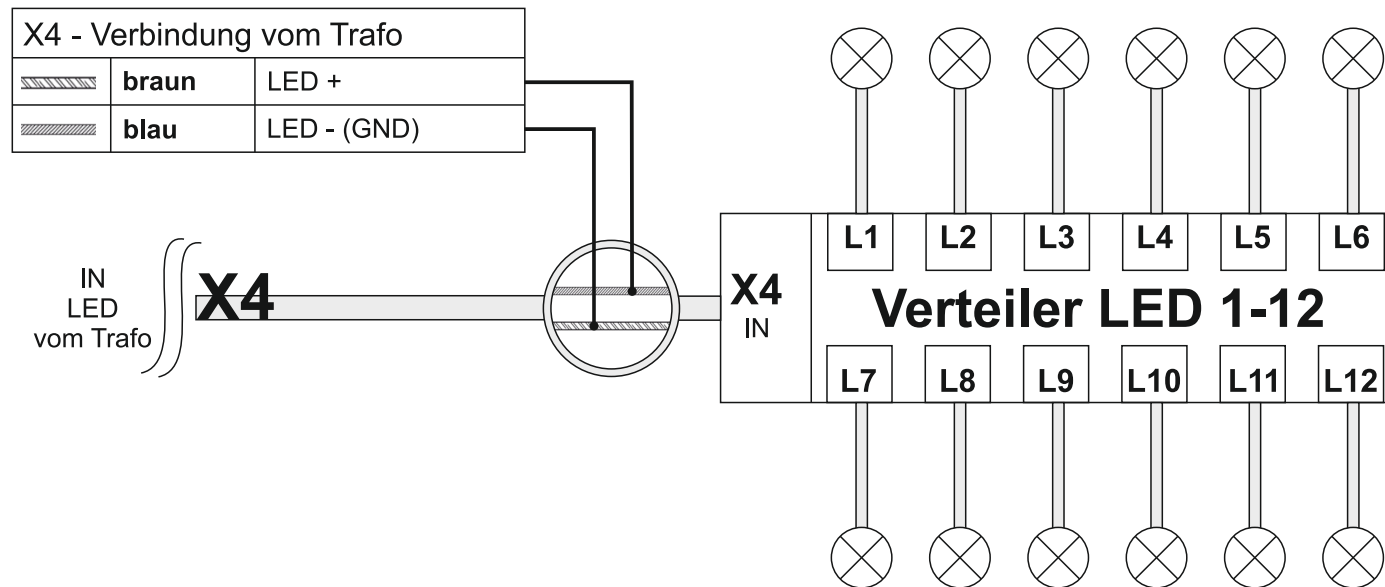 X4 - Verbindung vom Trafo
braun LED +
blau LED - (GND)
IN
LED
vom Trafo
X4
X4
IN
L1 L2 L3 L4 L5 L6
Verteiler LED 1-12
L7 L8 L9 L10 L11 L12